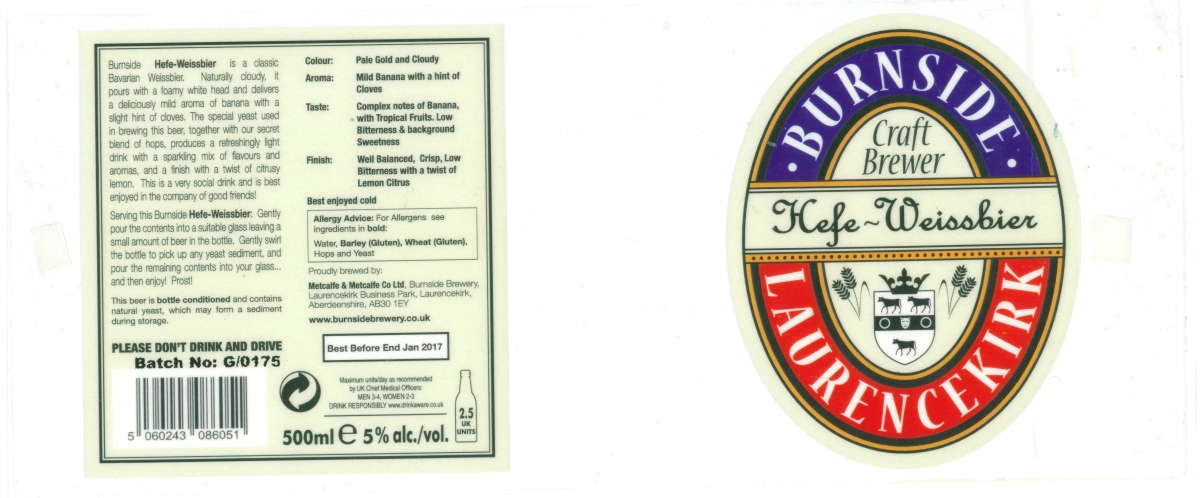 Burnside Hefe-Weissbier is a classic
Bavarian Weissbier. Naturally cloudy, it
pours with a foamy white head and delivers
a deliciously mild aroma of banana with a
slight hint of cloves. The special yeast used
in brewing this beer, together with our secret
blend of hops, produces a refreshingly light
drink with a sparkling mix of flavours and
aromas, and a finish with a twist of citrusy
lemon. This is a very social drink and is best
enjoyed in the company of good friends!
Serving this Burnside Hefe-Weissbier: Gently
pour the contents into a suitable glass leaving a
small amount of beer in the bottle. Gently swirl
the bottle to pick up any yeast sediment, and
pour the remaining contents into your glass...
and then enjoy! Prost!
This beer is bottle conditioned and contains
natural yeast, which may form a sediment
during storage.
PLEASE DON'T DRINK AND DRIVE
Batch No: G/0175
5 060243 086051
Colour: Pale Gold and Cloudy
Aroma: Mild Banana with a hint of
Cloves
Taste: Complex notes of Banana,
with Tropical Fruits. Low
Bitterness & background
Sweetness
Finish: Well Balanced, Crisp, Low
Bitterness with a twist of
Lemon Citrus
Best enjoyed cold
Allergy Advice: For Allergens see
ingredients in bold:
Water, Barley (Gluten), Wheat (Gluten),
Hops and Yeast
Proudly brewed by:
Metcalfe & Metcalfe Co Ltd, Burnside Brewery,
Laurencekirk Business Park, Laurencekirk,
Aberdeenshire, AB30 1EY
www.burnsidebrewery.co.uk
Best Before End Jan 2017
Maximum units/day as recommended
by UK Chief Medical Officers:
MEN 3-4, WOMEN 2-3
DRINK RESPONSIBLY www.drinkaware.co.uk
2.5
UK
UNITS
500ml e 5% alc./vol.
· BURNSIDE ·
Craft
Brewer
Hefe~Weissbier
LAURENCEKIRK